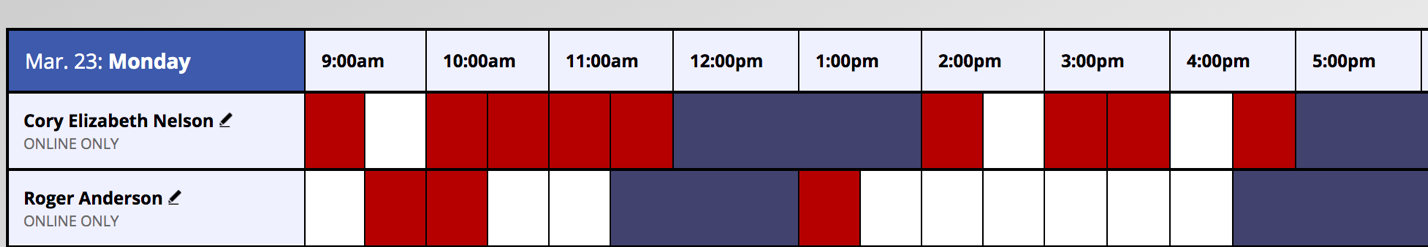 Mar. 23: Monday 9:00am 10:00am 11:00am 12:00pm 1:00pm 2:00pm 3:00pm 4:00pm 5:00pm
Cory Elizabeth Nelson
ONLINE ONLY
Roger Anderson
ONLINE ONLY